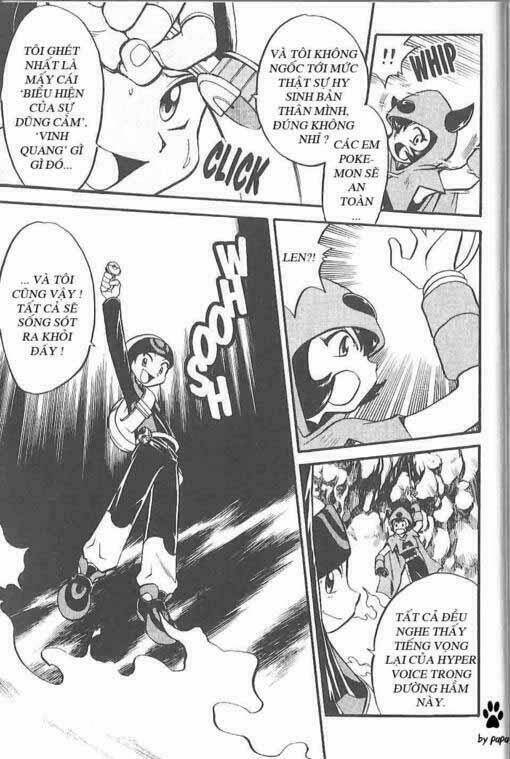 !!
WHIP
VÀ TÔI KHÔNG
NGỐC TỚI MỨC
THẬT SỰ HY
SINH BẢN
THÂN MÌNH,
ĐÚNG KHÔNG
NHỈ ?
CÁC EM
POKE-
MON SẼ
AN
TOÀN ...
CLICK
TÔI GHÉT
NHẤT LÀ
MẤY CÁI
'BIỂU HIỆN
CỦA SỰ
DŨNG CẢM'.
'VINH
QUANG' GÌ
GÌ ĐÓ...
LEN?!
TẤT CẢ ĐỀU
NGHE THẤY
TIẾNG VỌNG
LẠI CỦA HYPER
VOICE TRONG
ĐƯỜNG HẦM
NÀY.
WHOOSH
... VÀ TÔI
CŨNG VẬY !
TẤT CẢ SẼ
SỐNG SÓT
RA KHỎI
ĐÂY !
by papa